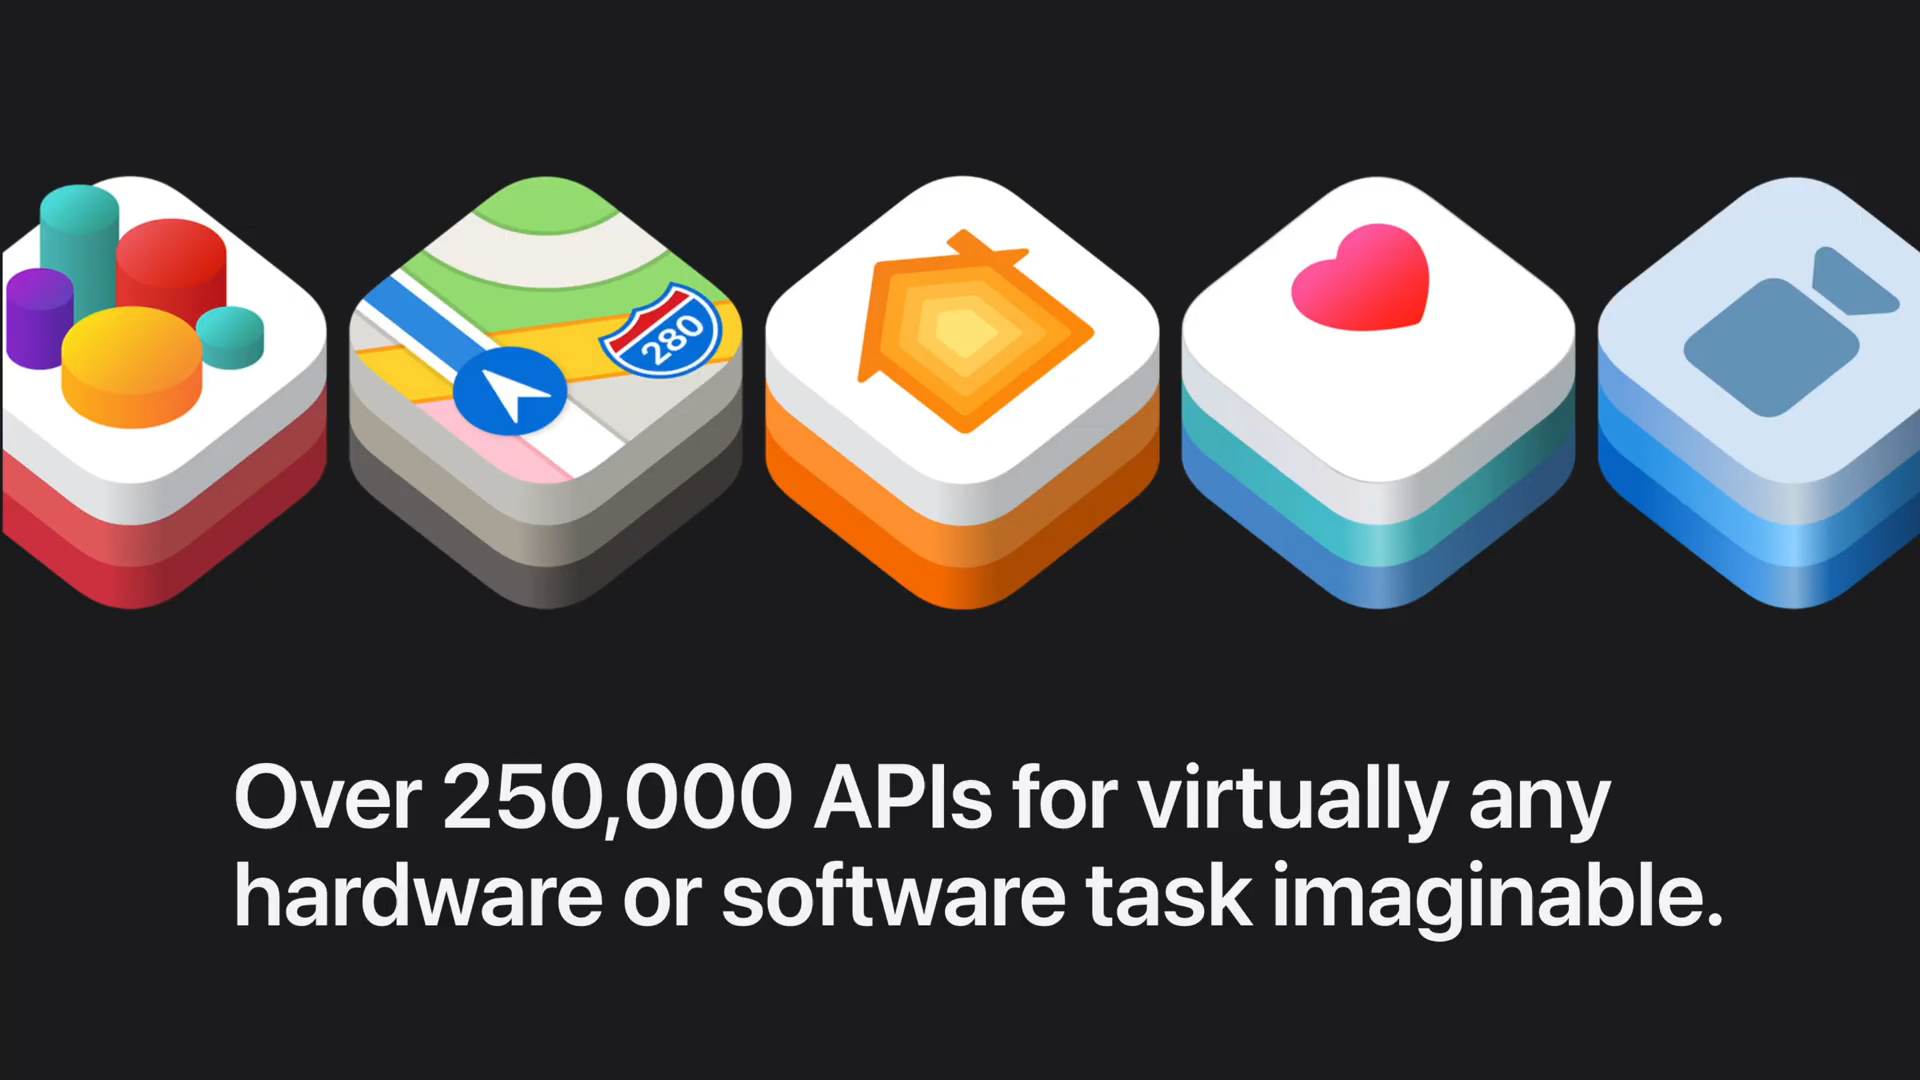 280
Over 250,000 APIs for virtually any
hardware or software task imaginable.